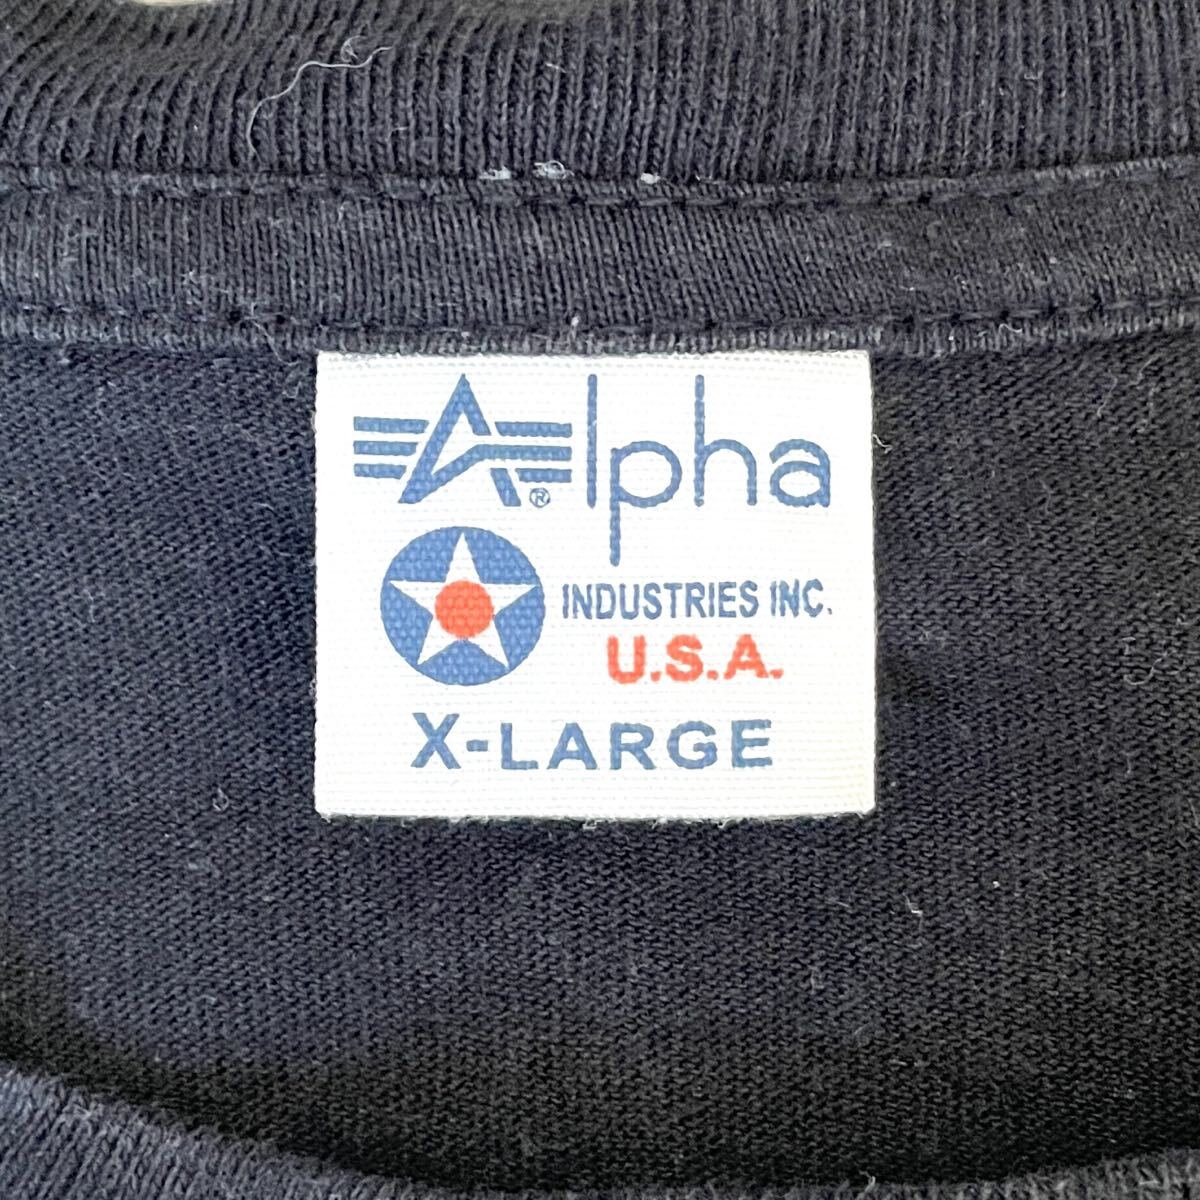 Alpha
®
INDUSTRIES INC.
U.S.A.
X-LARGE